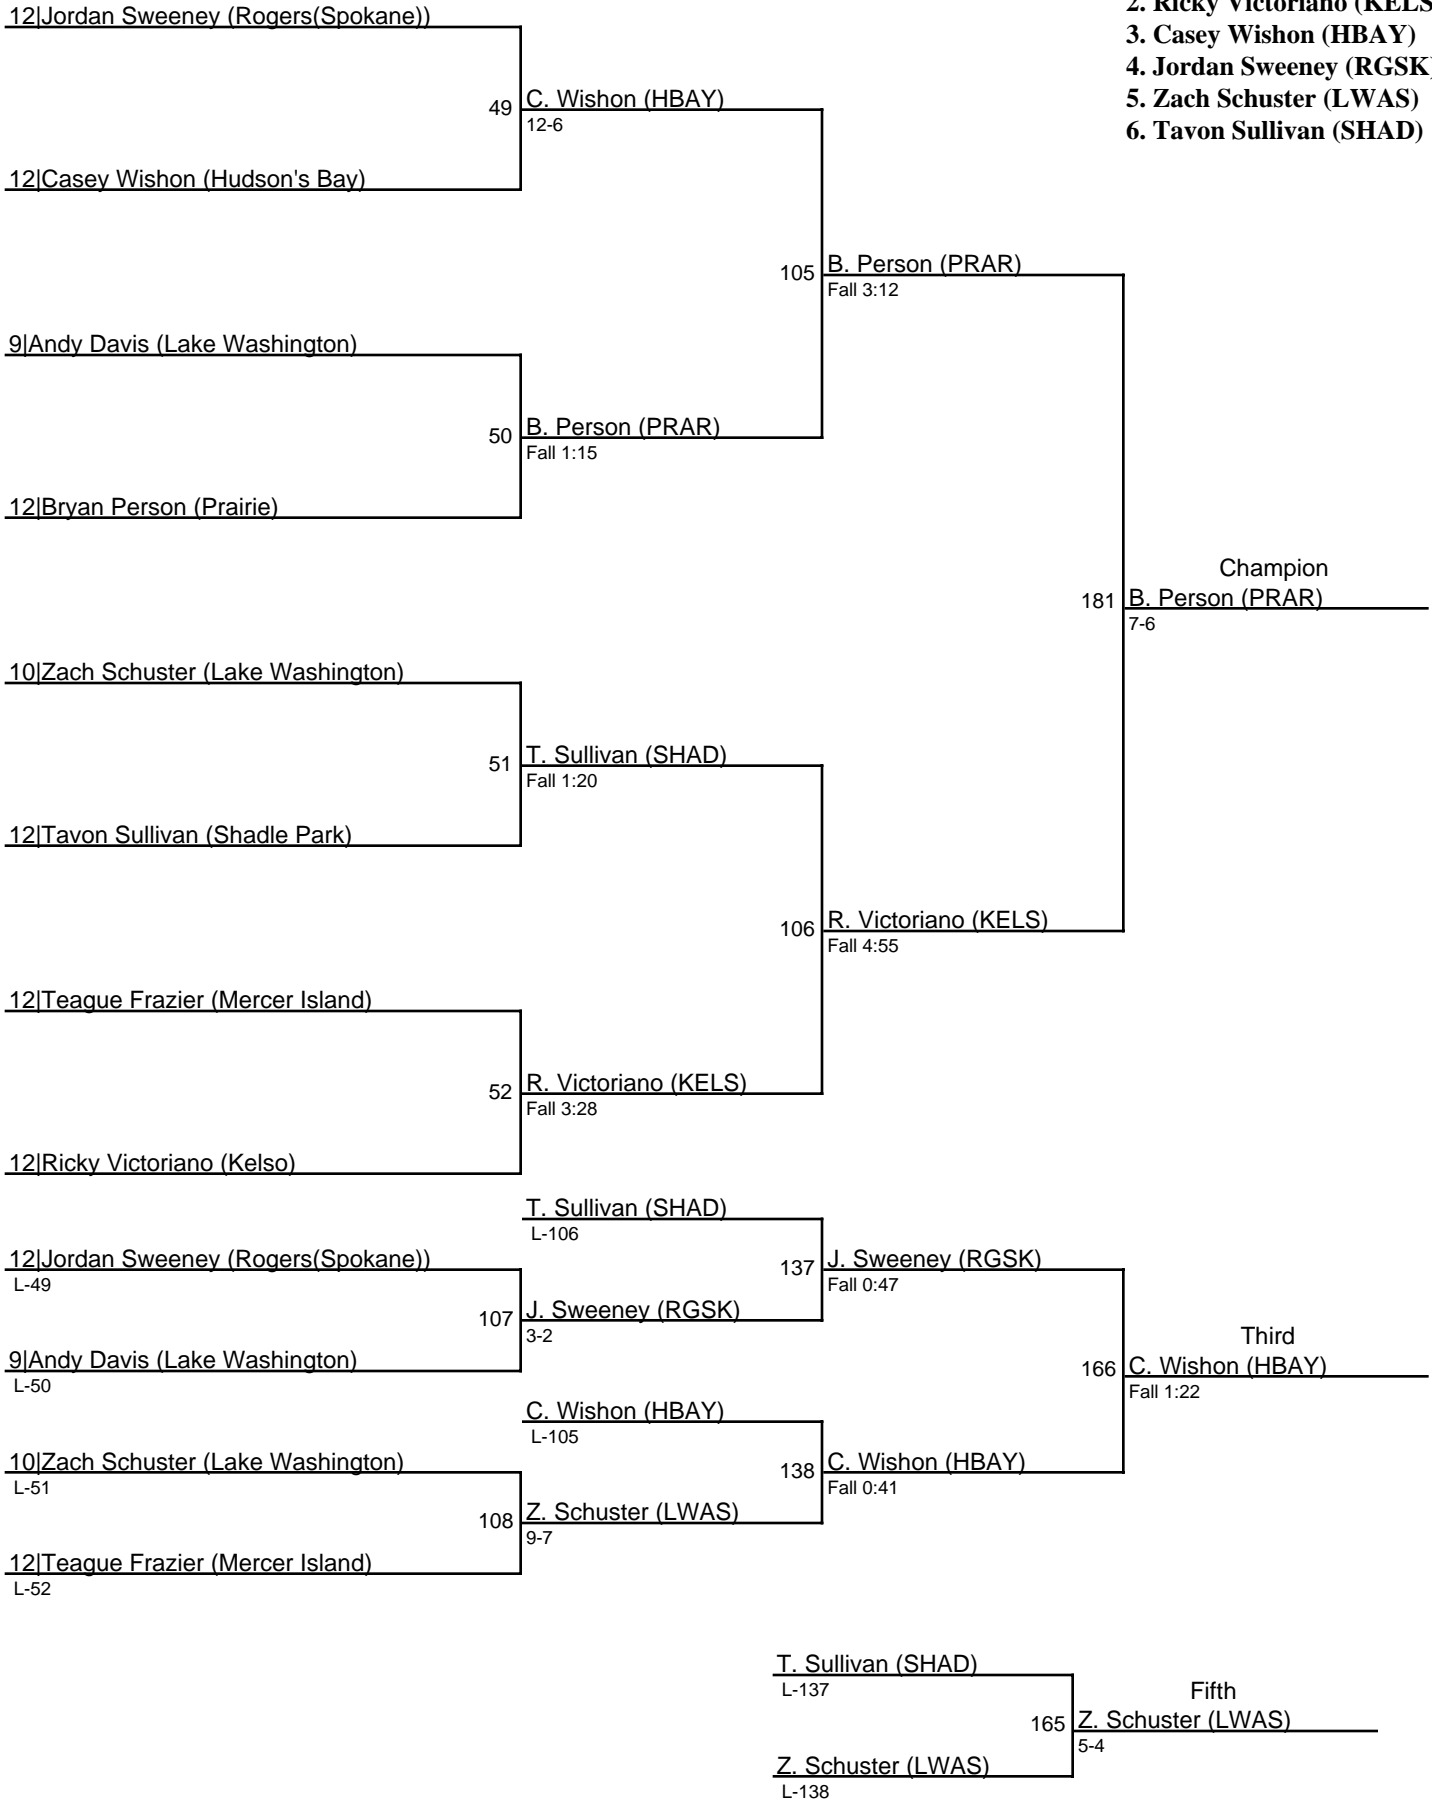 12|Jordan Sweeney (Rogers(Spokane))
2. Ricky Victoriano (KELS
3. Casey Wishon (HBAY)
4. Jordan Sweeney (RGSK)
5. Zach Schuster (LWAS)
6. Tavon Sullivan (SHAD)
49 C. Wishon (HBAY)
12-6
12|Casey Wishon (Hudson's Bay)
105 B. Person (PRAR)
Fall 3:12
9|Andy Davis (Lake Washington)
50 B. Person (PRAR)
Fall 1:15
12|Bryan Person (Prairie)
Champion
181 B. Person (PRAR)
7-6
10|Zach Schuster (Lake Washington)
51 T. Sullivan (SHAD)
Fall 1:20
12|Tavon Sullivan (Shadle Park)
106 R. Victoriano (KELS)
Fall 4:55
12|Teague Frazier (Mercer Island)
52 R. Victoriano (KELS)
Fall 3:28
12|Ricky Victoriano (Kelso)
T. Sullivan (SHAD)
L-106
12|Jordan Sweeney (Rogers(Spokane))
L-49
137 J. Sweeney (RGSK)
Fall 0:47
107 J. Sweeney (RGSK)
3-2
9|Andy Davis (Lake Washington)
L-50
Third
166 C. Wishon (HBAY)
Fall 1:22
C. Wishon (HBAY)
L-105
10|Zach Schuster (Lake Washington)
L-51
138 C. Wishon (HBAY)
Fall 0:41
108 Z. Schuster (LWAS)
9-7
12|Teague Frazier (Mercer Island)
L-52
T. Sullivan (SHAD)
L-137
Fifth
165 Z. Schuster (LWAS)
5-4
Z. Schuster (LWAS)
L-138